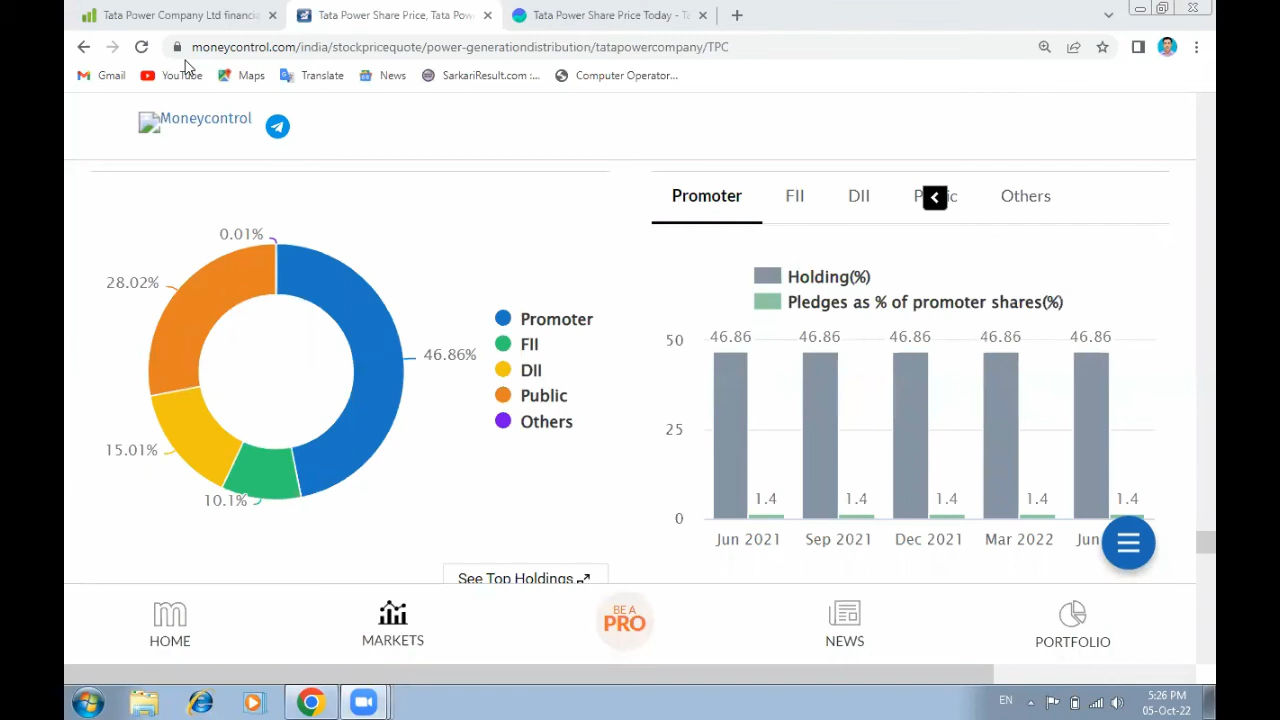 Tata Power Company Ltd financia
Tata Power Share Price, Tata Pow
Tata Power Share Price Today - Ta
moneycontrol.com/india/stockpricequote/power-generationdistribution/tatapowercompany/TPC
Gmail
YouTube
Maps
Translate
News
SarkariResult.com :...
Computer Operator...
Moneycontrol
Promoter FII DII Others
0.01%
28.02%
46.86%
15.01%
10.1%
Promoter
FII
DII
Public
Others
Holding(%)
Pledges as % of promoter shares(%)
50
46.86 46.86 46.86 46.86 46.86
25
1.4 1.4 1.4 1.4 1.4
0
Jun 2021 Sep 2021 Dec 2021 Mar 2022 Jun
See Top Holdings
HOME
MARKETS
BE A
PRO
NEWS
PORTFOLIO
EN
5:26 PM
05-Oct-22